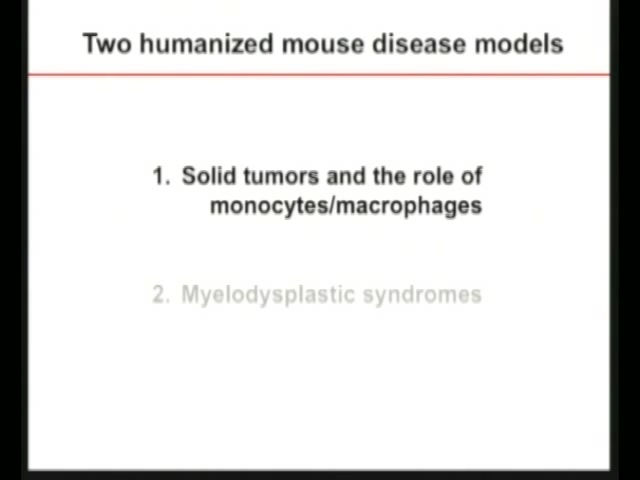 Two humanized mouse disease models
1. Solid tumors and the role of
monocytes/macrophages
2. Myelodysplastic syndromes